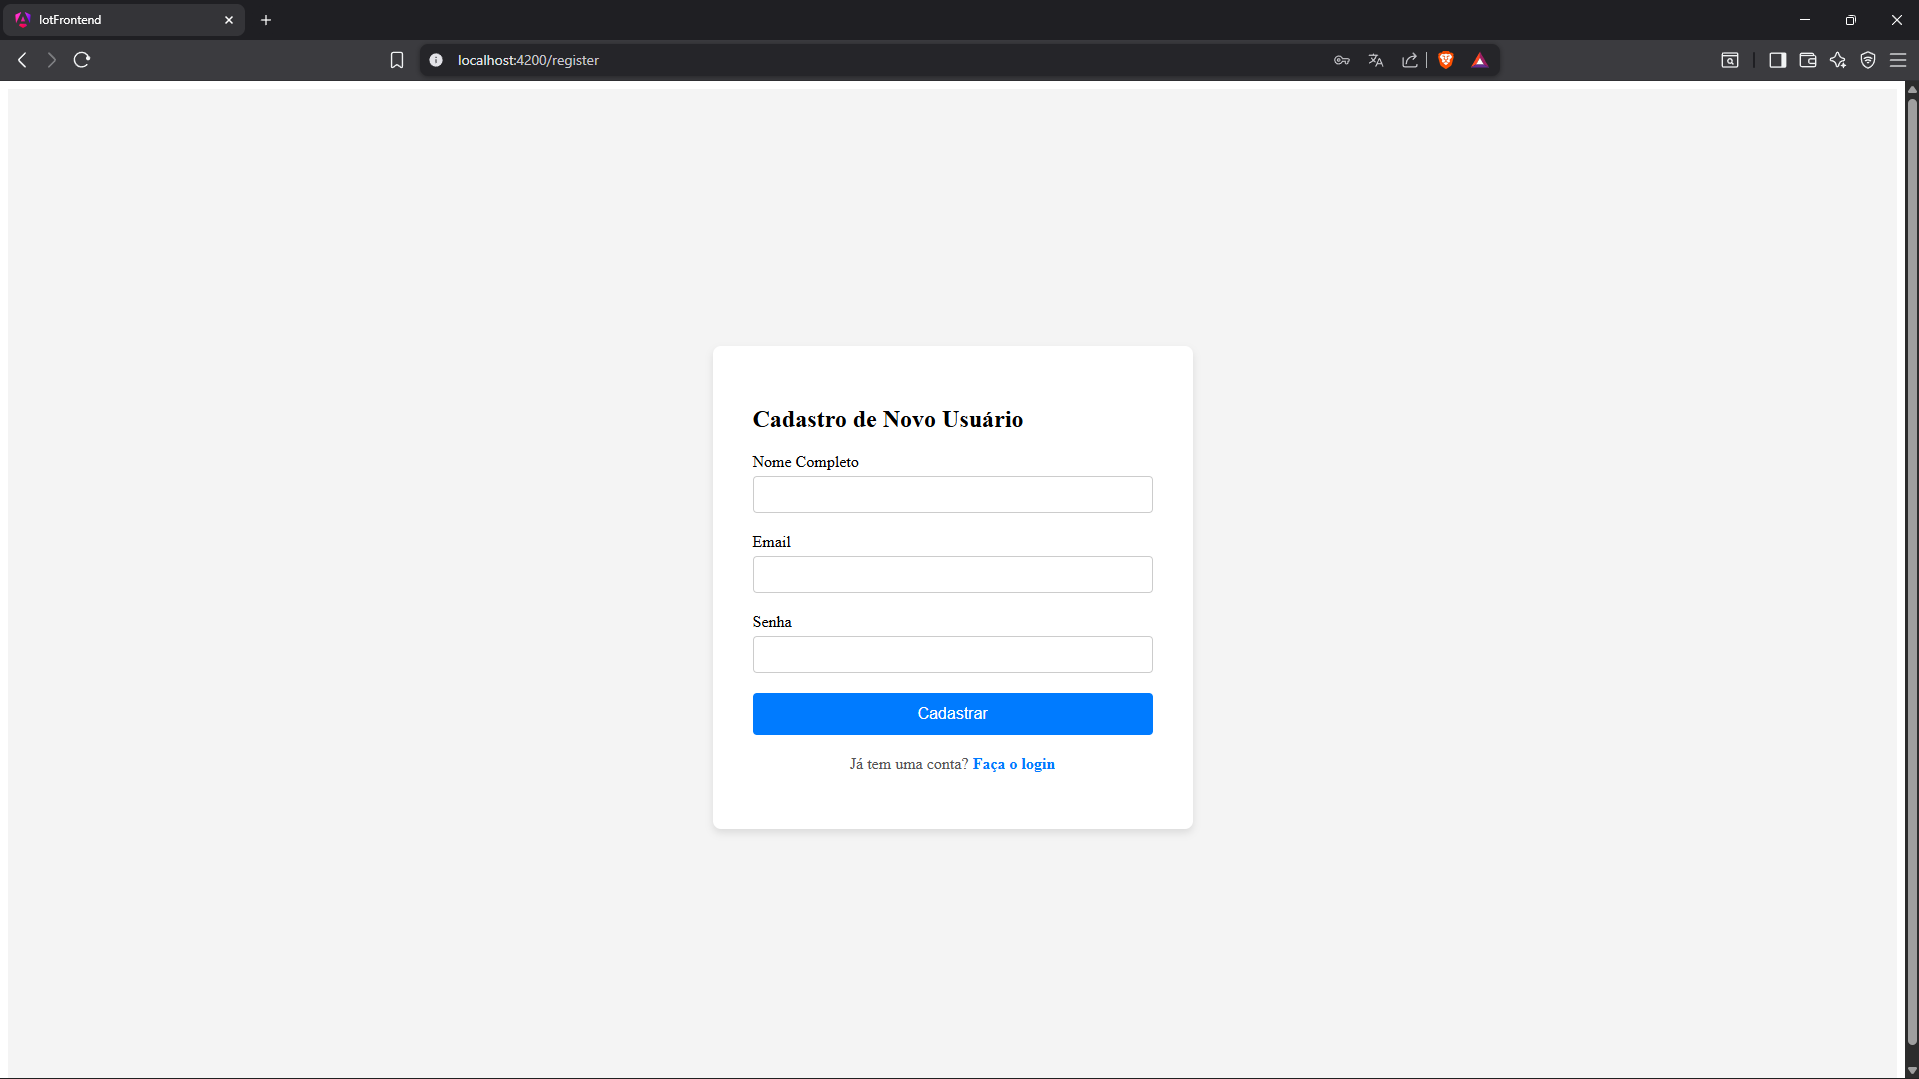 IotFrontend
localhost:4200/register
Cadastro de Novo Usuário
Nome Completo
Email
Senha
Cadastrar
Já tem uma conta? Faça o login